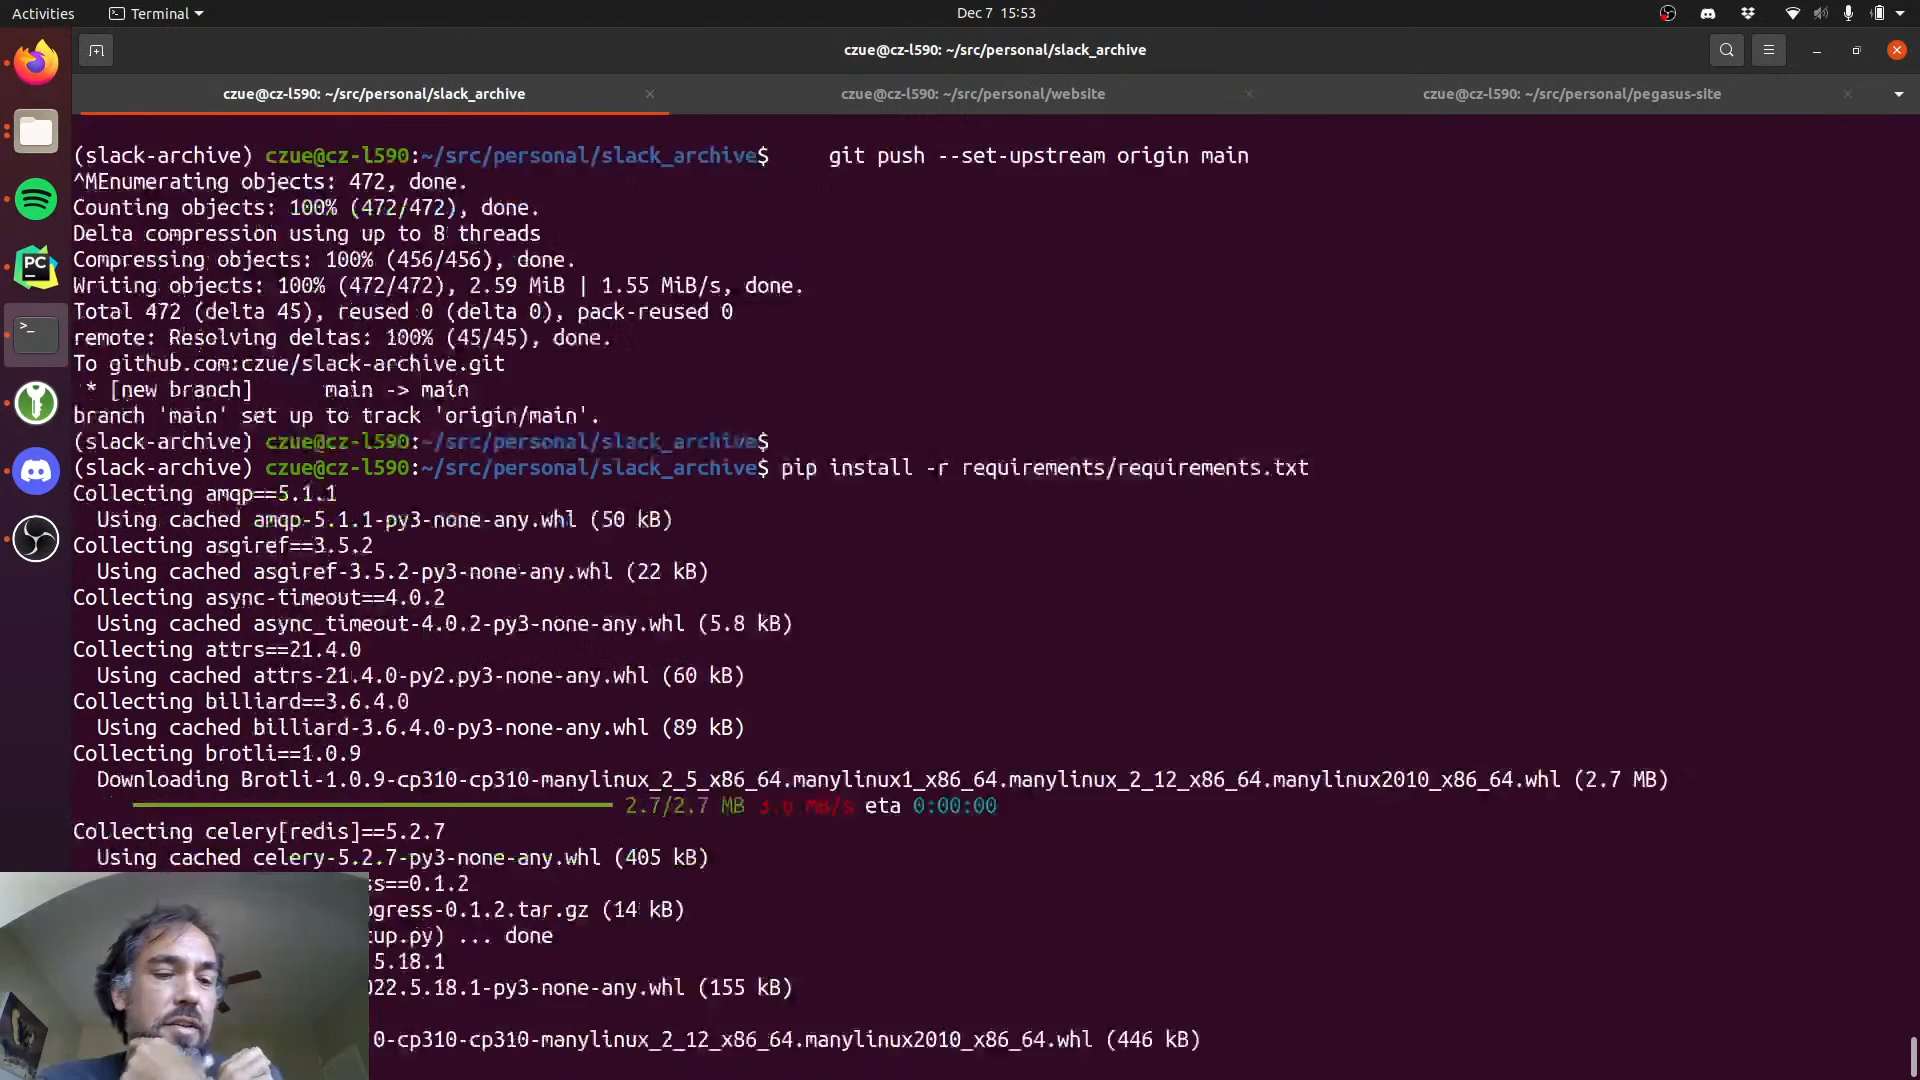 Activities
Terminal
Dec 7 15:53
czue@cz-l590: ~/src/personal/slack_archive
czue@cz-l590: ~/src/personal/slack_archive
czue@cz-l590: ~/src/personal/website
czue@cz-l590: ~/src/personal/pegasus-site
(slack-archive) czue@cz-l590:~/src/personal/slack_archive$     git push --set-upstream origin main
^MEnumerating objects: 472, done.
Counting objects: 100% (472/472), done.
Delta compression using up to 8 threads
Compressing objects: 100% (456/456), done.
Writing objects: 100% (472/472), 2.59 MiB | 1.55 MiB/s, done.
Total 472 (delta 45), reused 0 (delta 0), pack-reused 0
remote: Resolving deltas: 100% (45/45), done.
To github.com:czue/slack-archive.git
 * [new branch]      main -> main
branch 'main' set up to track 'origin/main'.
(slack-archive) czue@cz-l590:~/src/personal/slack_archive$
(slack-archive) czue@cz-l590:~/src/personal/slack_archive$ pip install -r requirements/requirements.txt
Collecting amqp==5.1.1
  Using cached amqp-5.1.1-py3-none-any.whl (50 kB)
Collecting asgiref==3.5.2
  Using cached asgiref-3.5.2-py3-none-any.whl (22 kB)
Collecting async-timeout==4.0.2
  Using cached async_timeout-4.0.2-py3-none-any.whl (5.8 kB)
Collecting attrs==21.4.0
  Using cached attrs-21.4.0-py2.py3-none-any.whl (60 kB)
Collecting billiard==3.6.4.0
  Using cached billiard-3.6.4.0-py3-none-any.whl (89 kB)
Collecting brotli==1.0.9
  Downloading Brotli-1.0.9-cp310-cp310-manylinux_2_5_x86_64.manylinux1_x86_64.manylinux_2_12_x86_64.manylinux2010_x86_64.whl (2.7 MB)
2.7/2.7 MB 3.6 MB/s eta 0:00:00
Collecting celery[redis]==5.2.7
  Using cached celery-5.2.7-py3-none-any.whl (405 kB)
ss==0.1.2
ogress-0.1.2.tar.gz (14 kB)
tup.py) ... done
5.18.1
022.5.18.1-py3-none-any.whl (155 kB)
0-cp310-cp310-manylinux_2_12_x86_64.manylinux2010_x86_64.whl (446 kB)
PC
>_